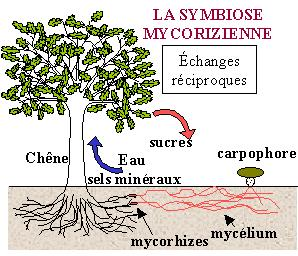 LA SYMBIOSE
MYCORIZIENNE
Échanges
réciproques
sucres
carpophore
Chêne
Eau
sels minéraux
mycorhizes
mycélium